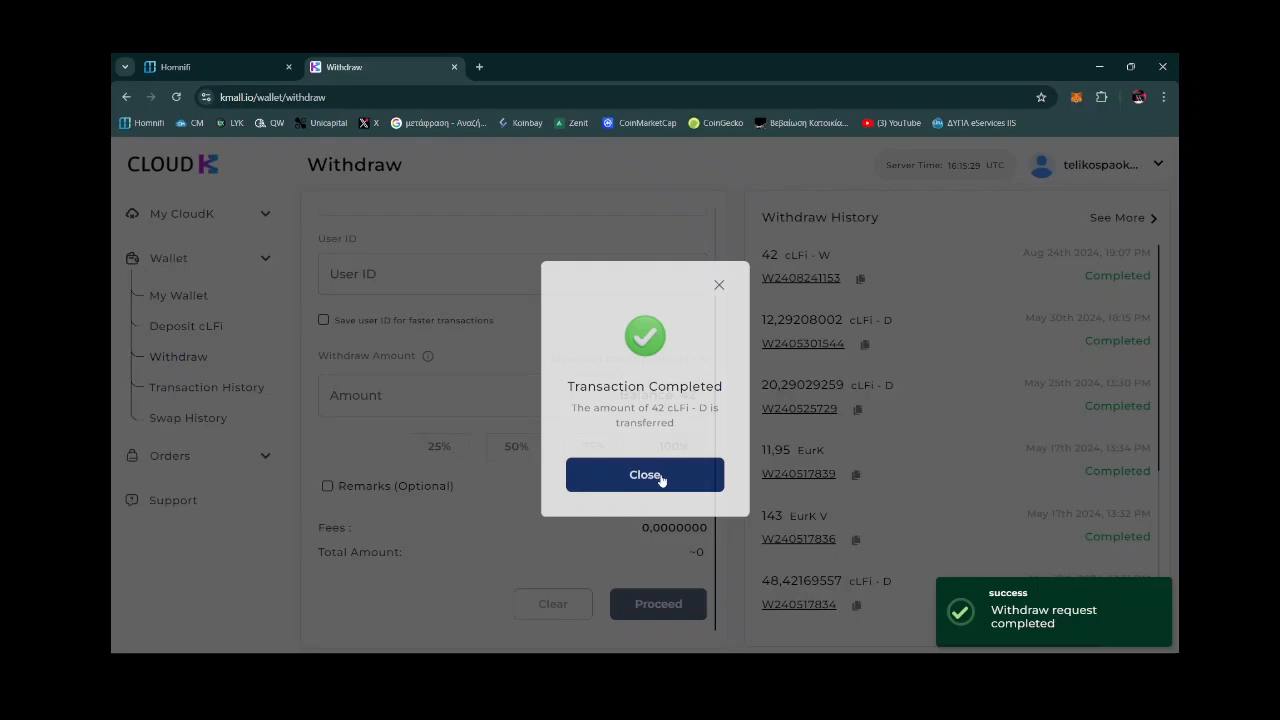 Homnifi
Withdraw
kmall.io/wallet/withdraw
Homnifi
CM
LYK
QW
Unicapital
X
μετάφραση - Αναζή...
Koinbay
Zenit
CoinMarketCap
CoinGecko
Βεβαίωση Κατοικία...
(3) YouTube
ΔΥΠΑ eServices IIS
CLOUD K
Withdraw
Server Time: 16:15:29 UTC
telikospaok...
My CloudK
Wallet
My Wallet
Deposit cLFi
Withdraw
Transaction History
Swap History
Orders
Support
User ID
User ID
Save user ID for faster transactions
Withdraw Amount
Amount
Balance: 42
25%
50%
75%
100%
Remarks (Optional)
Fees :
0,0000000
Total Amount:
~0
Clear
Proceed
Transaction Completed
The amount of 42 cLFi - D is
transferred
Close
Withdraw History
See More
42 cLFi - W
Aug 24th 2024, 19:07 PM
W2408241153
Completed
12,29208002 cLFi - D
May 30th 2024, 18:15 PM
W2405301544
Completed
20,29029259 cLFi - D
May 25th 2024, 13:30 PM
W240525729
Completed
11,95 EurK
May 17th 2024, 13:34 PM
W240517839
Completed
143 EurK V
May 17th 2024, 13:32 PM
W240517836
Completed
48,42169557 cLFi - D
W240517834
success
Withdraw request
completed